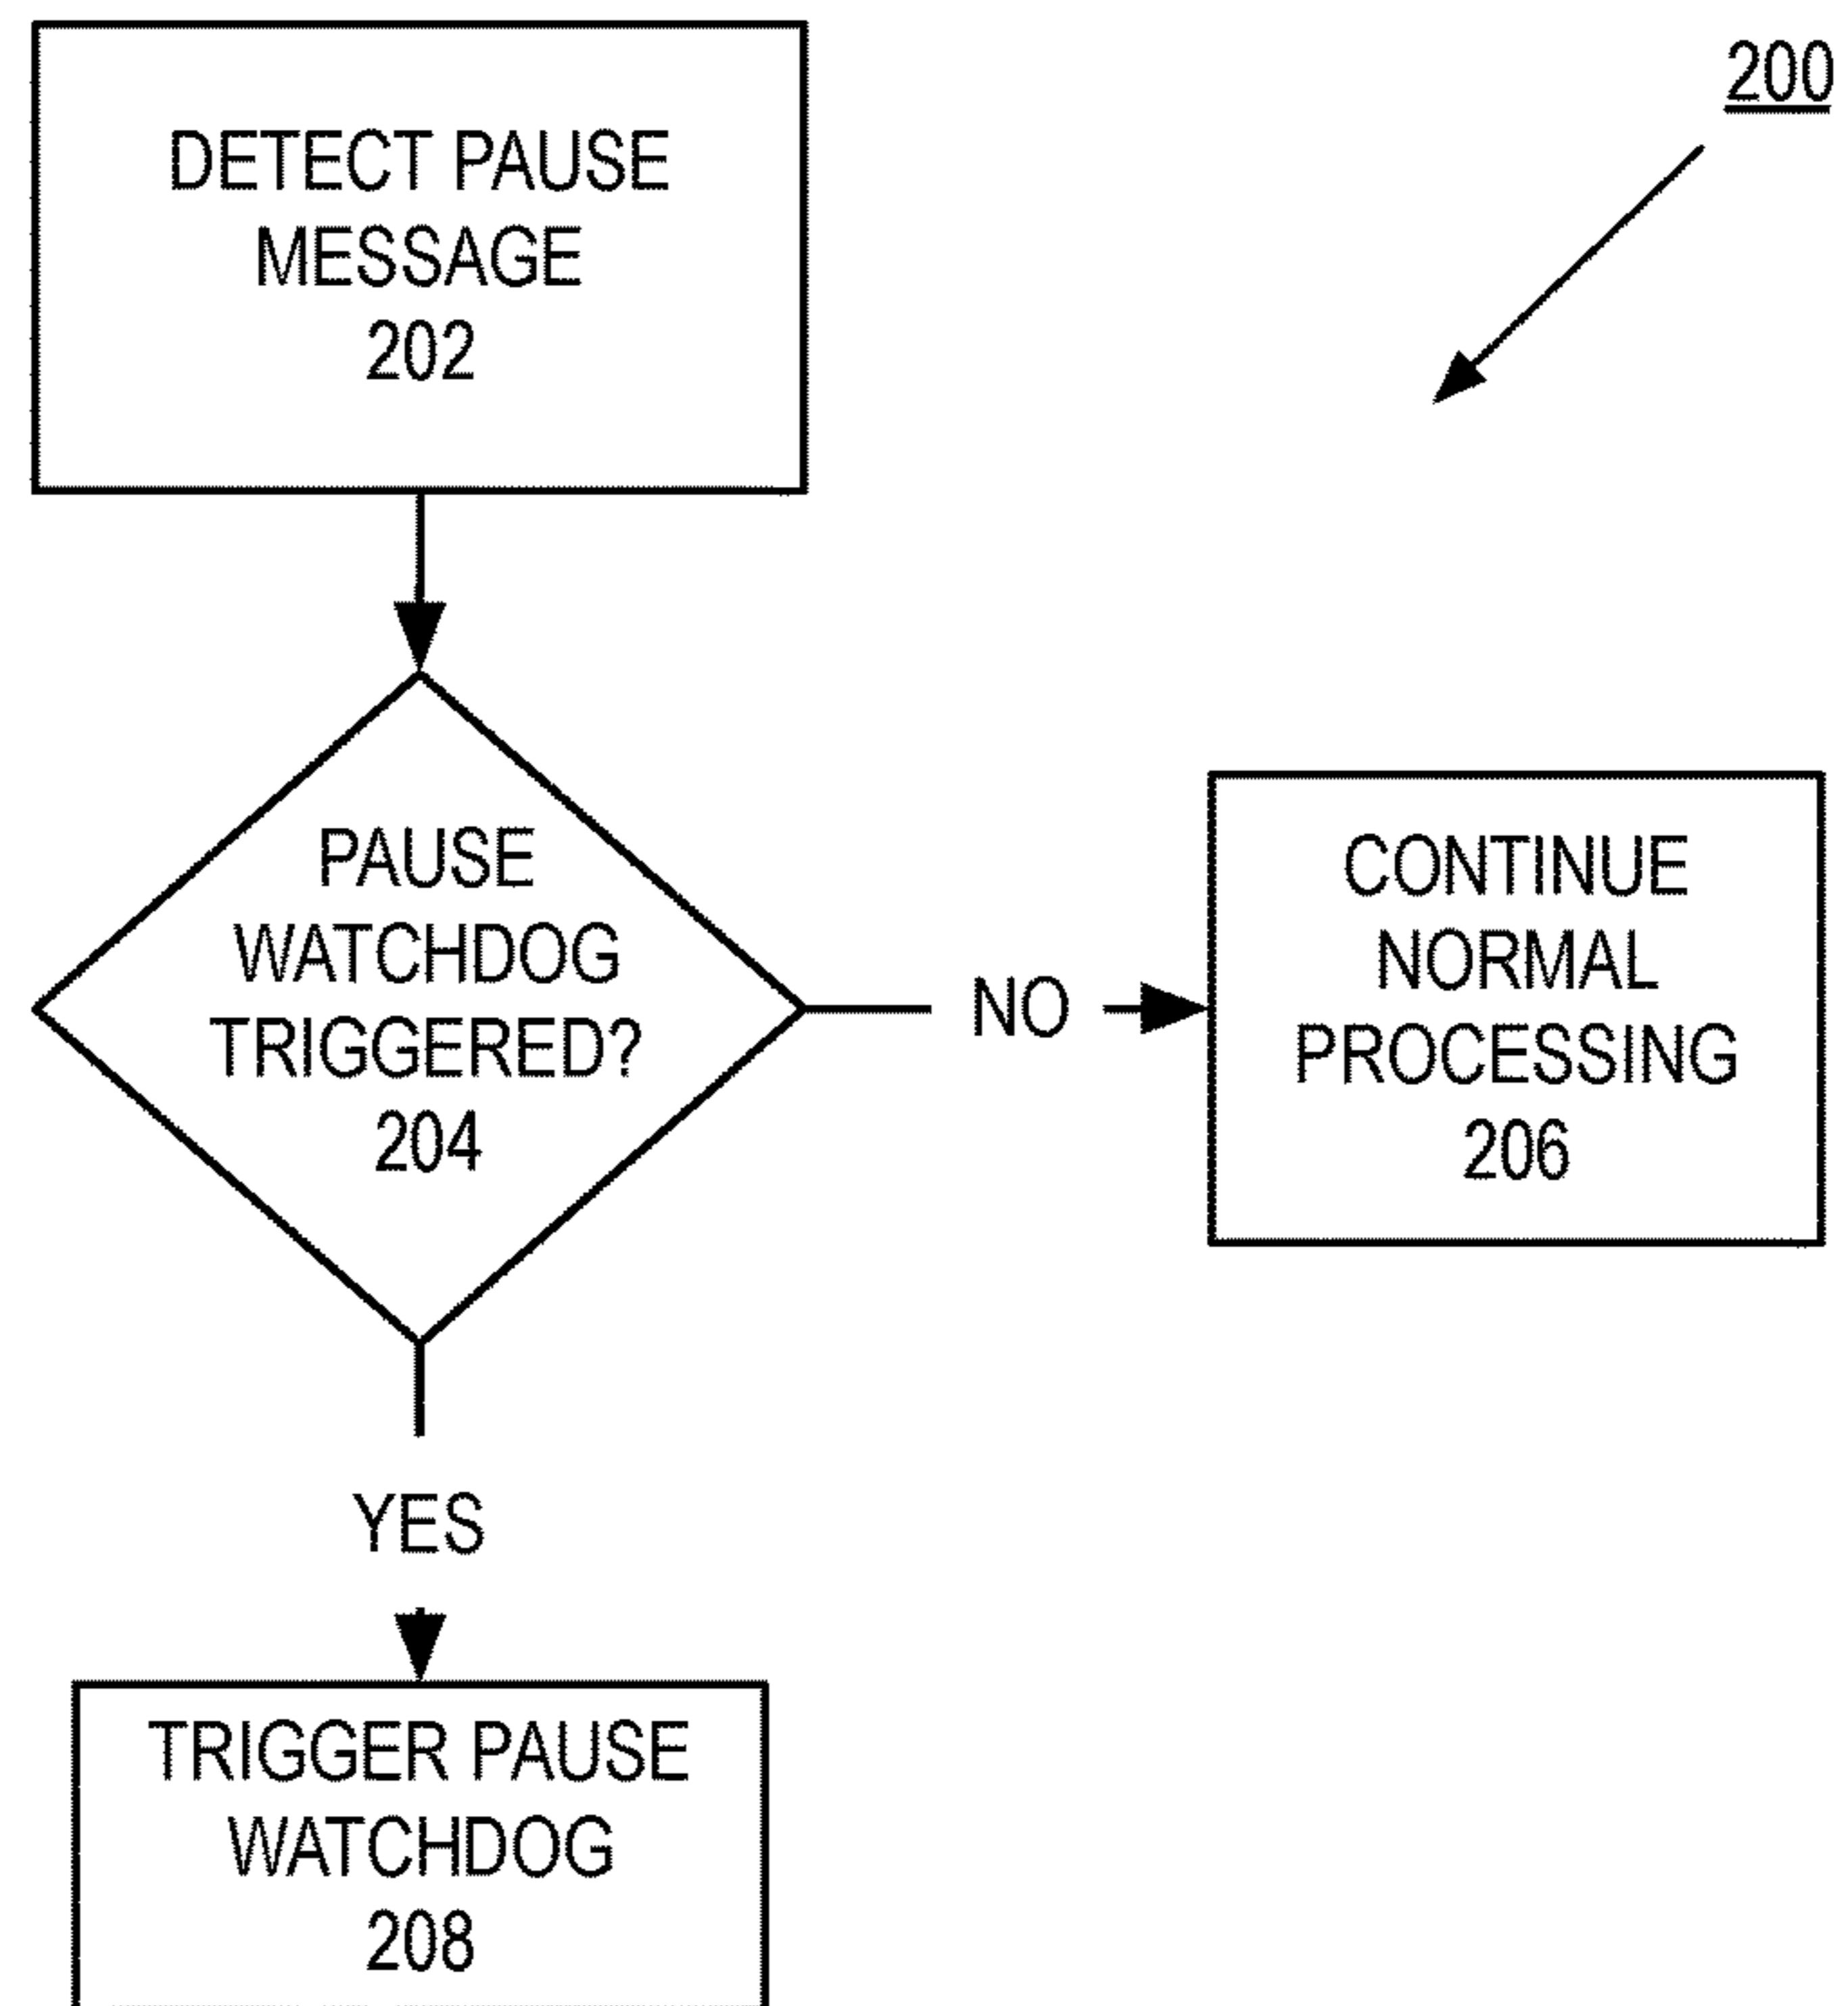 200
DETECT PAUSE
MESSAGE
202
PAUSE
WATCHDOG
TRIGGERED?
204
NO
CONTINUE
NORMAL
PROCESSING
206
YES
TRIGGER PAUSE
WATCHDOG
208